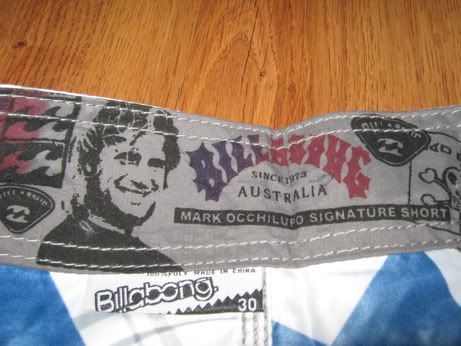 BILLABONG
SINCE 1973
AUSTRALIA
MARK OCCHILUPO SIGNATURE SHORT
100% POLY MADE IN CHINA
Billabong
30